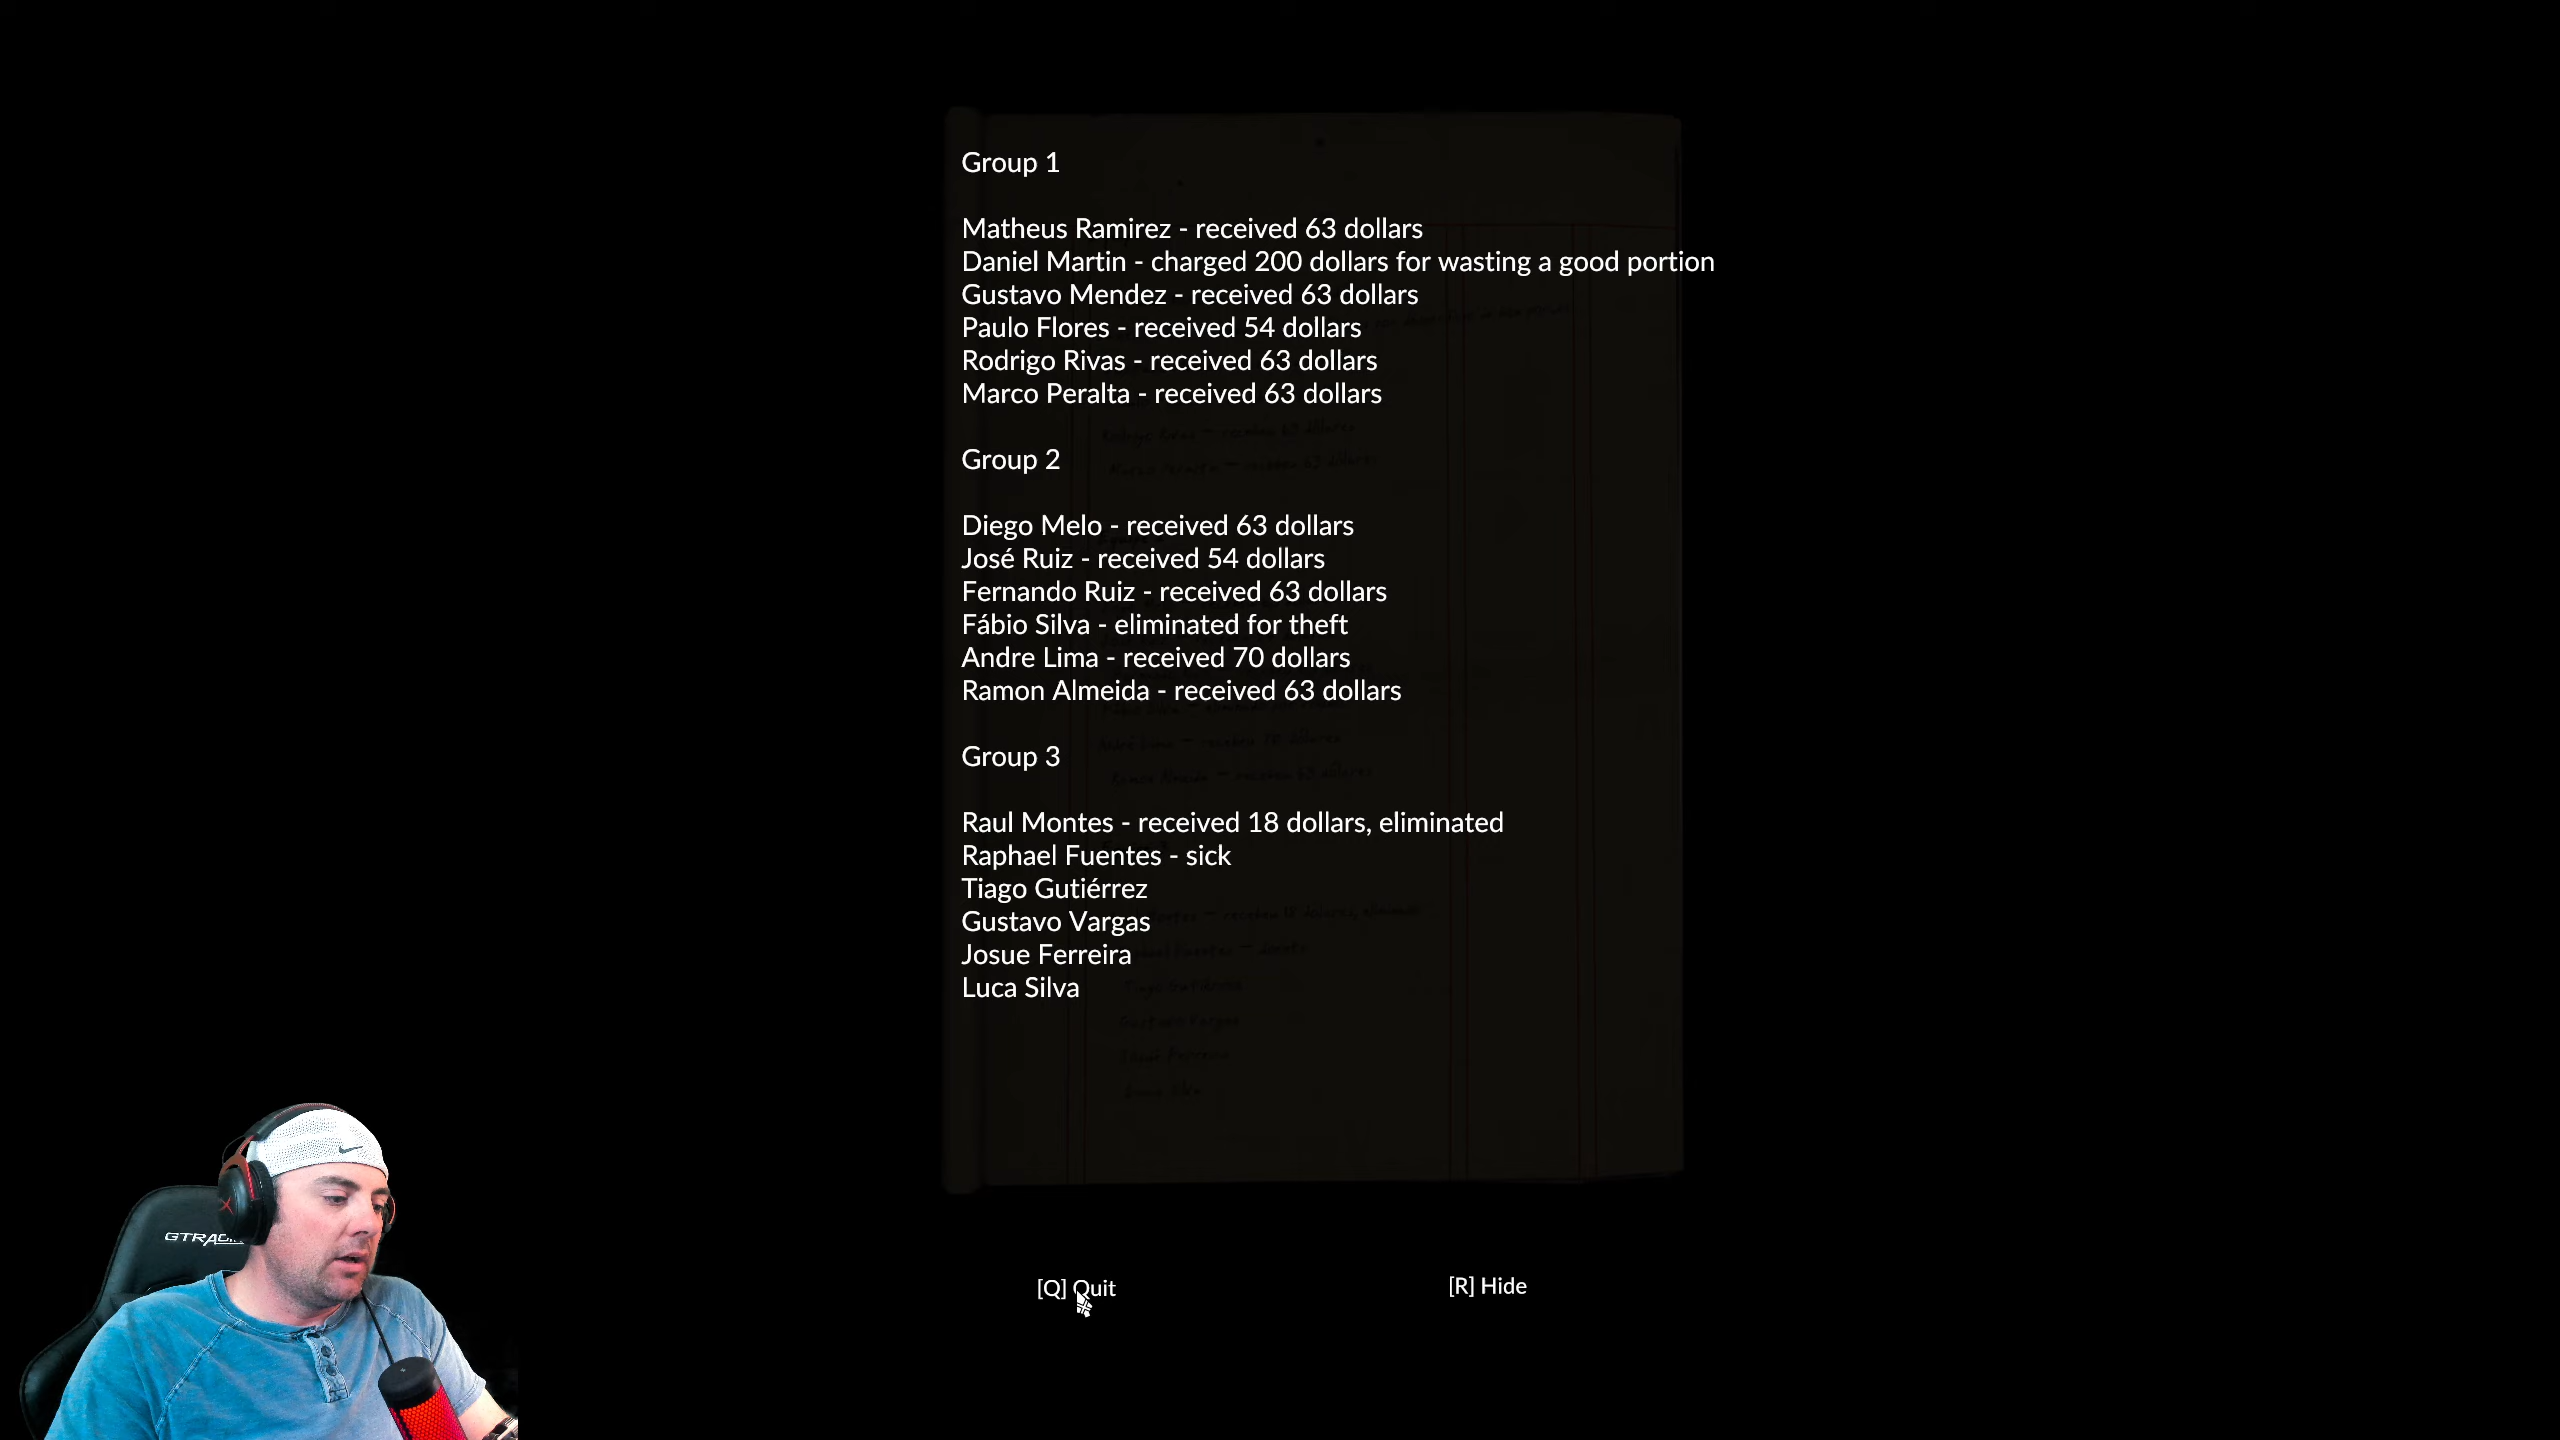 Group 1
Matheus Ramirez - received 63 dollars
Daniel Martin - charged 200 dollars for wasting a good portion
Gustavo Mendez - received 63 dollars
Paulo Flores - received 54 dollars
Rodrigo Rivas - received 63 dollars
Marco Peralta - received 63 dollars
Group 2
Diego Melo - received 63 dollars
José Ruiz - received 54 dollars
Fernando Ruiz - received 63 dollars
Fábio Silva - eliminated for theft
Andre Lima - received 70 dollars
Ramon Almeida - received 63 dollars
Group 3
Raul Montes - received 18 dollars, eliminated
Raphael Fuentes - sick
Tiago Gutiérrez
Gustavo Vargas
Josue Ferreira
Luca Silva
[Q] Quit
[R] Hide